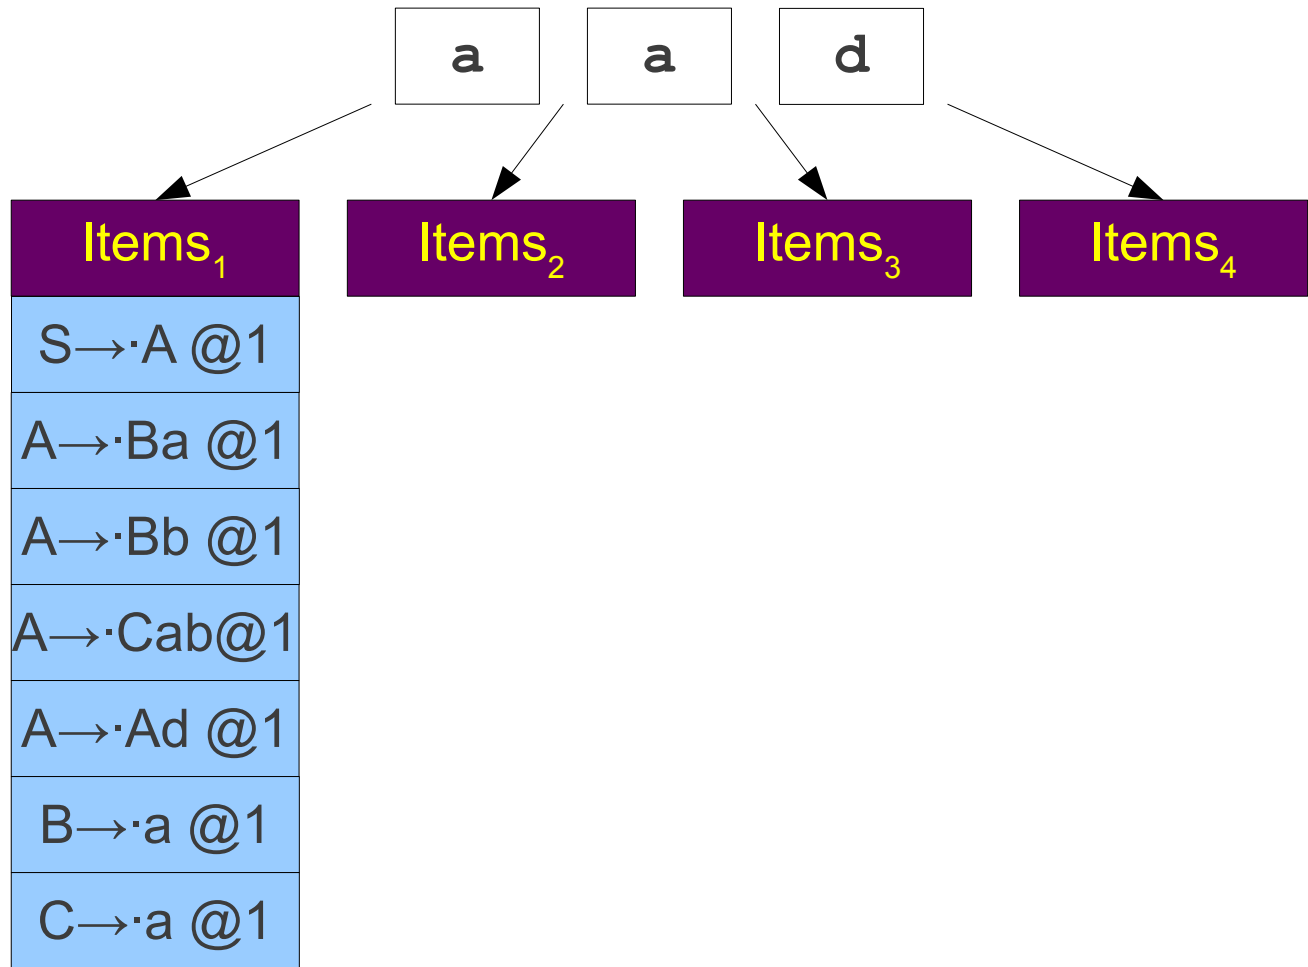 a a d
Items₁ Items₂ Items₃ Items₄
S→·A @1
A→·Ba @1
A→·Bb @1
A→·Cab@1
A→·Ad @1
B→·a @1
C→·a @1